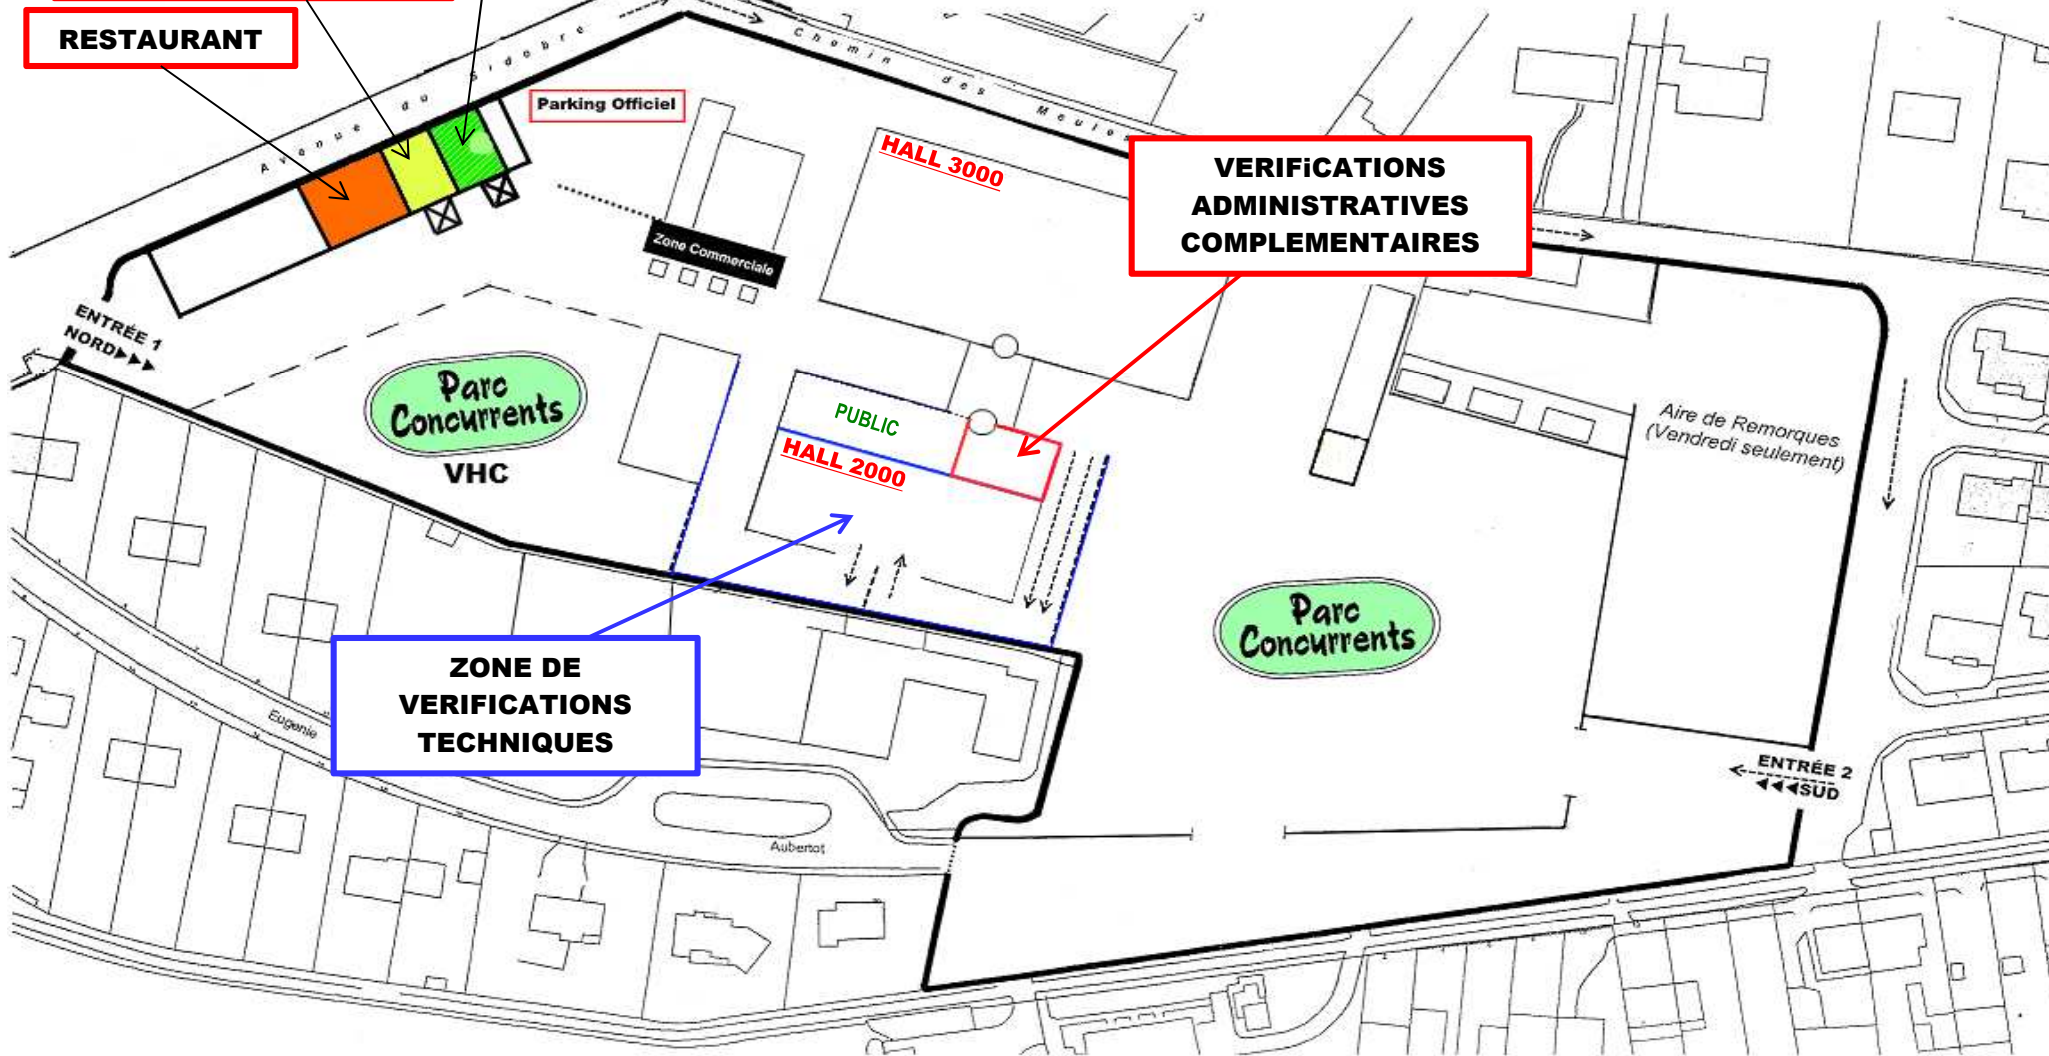 RESTAURANT
Avenue du Sidobre
Chemin des Meules
Parking Officiel
HALL 3000
VERIFiCATIONS
ADMINISTRATIVES
COMPLEMENTAIRES
Zone Commerciale
ENTRÉE 1
NORD▶▶▶
Parc
Concurrents
VHC
PUBLIC
HALL 2000
Aire de Remorques
(Vendredi seulement)
Parc
Concurrents
ZONE DE
VERIFICATIONS
TECHNIQUES
Eugenie
Aubertot
ENTRÉE 2
◀◀◀SUD